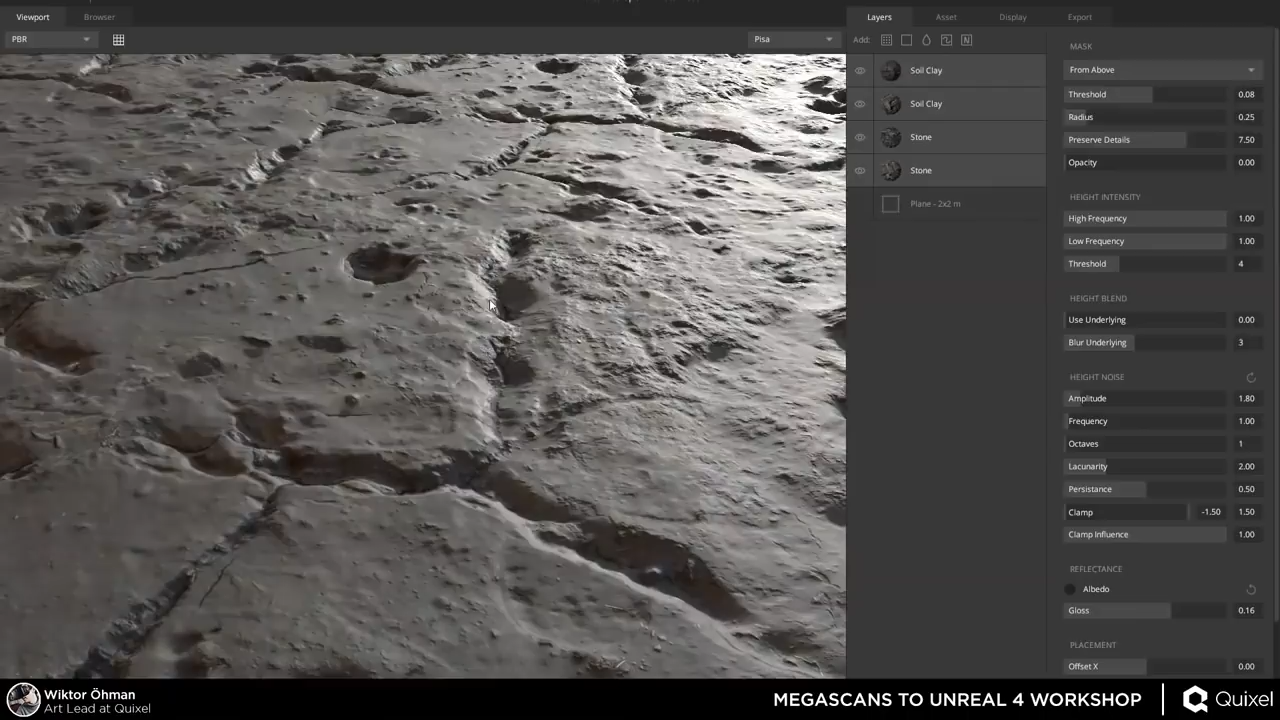 Viewport
Browser
Layers
Asset
Display
Export
PBR
Pisa
Add:
N
Soil Clay
Soil Clay
Stone
Stone
Plane - 2x2 m
MASK
From Above
Threshold 0.08
Radius 0.25
Preserve Details 7.50
Opacity 0.00
HEIGHT INTENSITY
High Frequency 1.00
Low Frequency 1.00
Threshold 4
HEIGHT BLEND
Use Underlying 0.00
Blur Underlying 3
HEIGHT NOISE
Amplitude 1.80
Frequency 1.00
Octaves 1
Lacunarity 2.00
Persistance 0.50
Clamp -1.50 1.50
Clamp Influence 1.00
REFLECTANCE
Albedo
Gloss 0.16
PLACEMENT
Offset X 0.00
Wiktor Öhman
Art Lead at Quixel
MEGASCANS TO UNREAL 4 WORKSHOP
Quixel